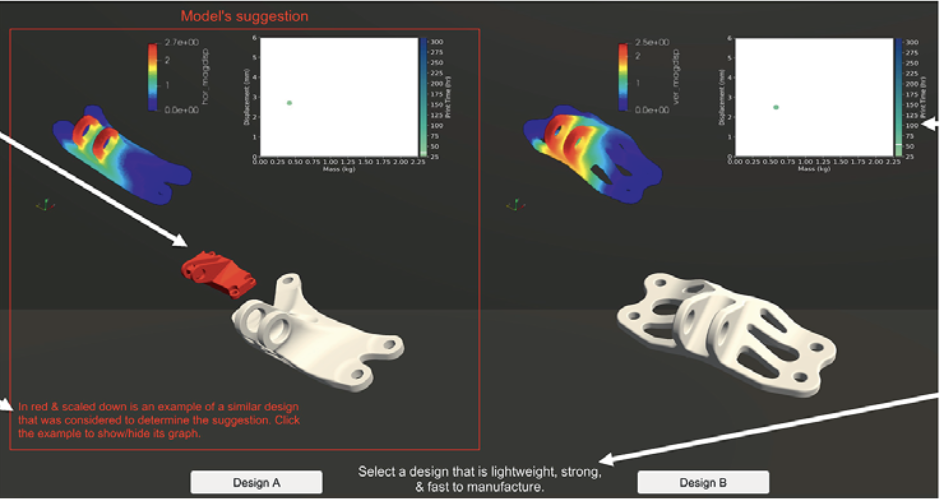 Model's suggestion
2.7e+00
2
1
0.0e+00
hor_magdisp
6
5
4
3
2
1
0
Displacement (mm)
0.00 0.25 0.50 0.75 1.00 1.25 1.50 1.75 2.00 2.25
Mass (kg)
300
275
250
225
200
175
150
125
100
75
50
25
Print Time (hr)
2.5e+00
2
1
0.0e+00
ver_magdisp
6
5
4
3
2
1
0
Displacement (mm)
0.00 0.25 0.50 0.75 1.00 1.25 1.50 1.75 2.00 2.25
Mass (kg)
300
275
250
225
200
175
150
125
100
75
50
25
Print Time (hr)
In red & scaled down is an example of a similar design
that was considered to determine the suggestion. Click
the example to show/hide its graph.
Design A
Select a design that is lightweight, strong,
& fast to manufacture.
Design B